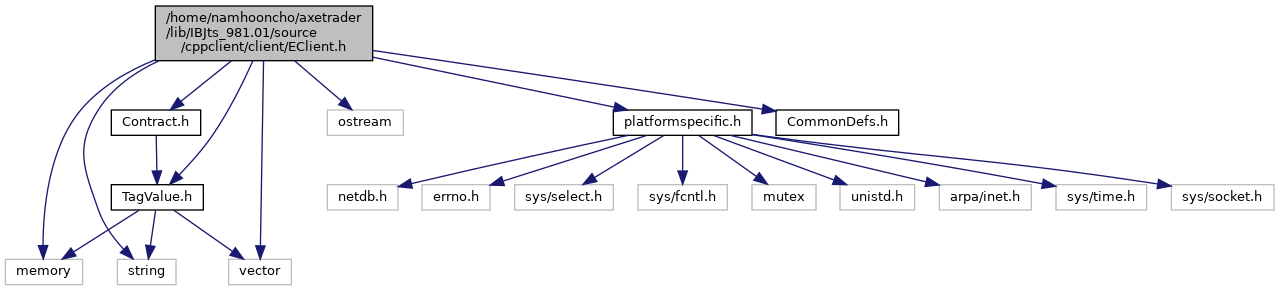 /home/namhooncho/axetrader
/lib/IBJts_981.01/source
/cppclient/client/EClient.h
Contract.h
ostream
platformspecific.h
CommonDefs.h
TagValue.h
netdb.h
errno.h
sys/select.h
sys/fcntl.h
mutex
unistd.h
arpa/inet.h
sys/time.h
sys/socket.h
memory
string
vector